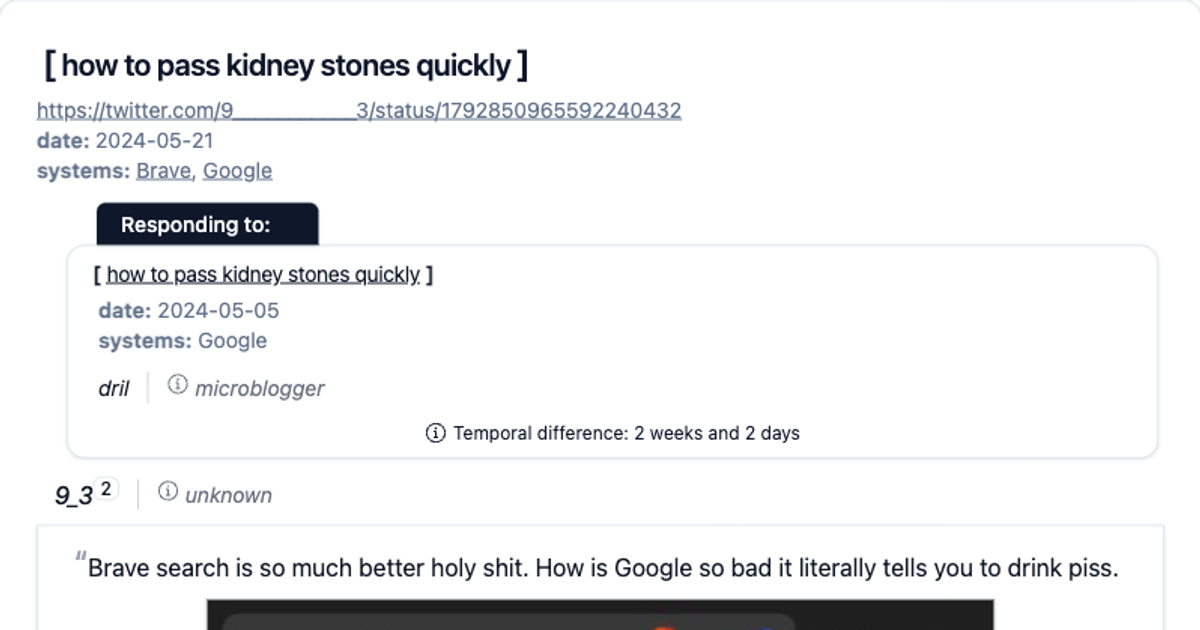 [ how to pass kidney stones quickly ]
https://twitter.com/9____________3/status/1792850965592240432
date: 2024-05-21
systems: Brave, Google
Responding to:
[ how to pass kidney stones quickly ]
date: 2024-05-05
systems: Google
dril | ⓘ microblogger
ⓘ Temporal difference: 2 weeks and 2 days
9_3 2 | ⓘ unknown
“Brave search is so much better holy shit. How is Google so bad it literally tells you to drink piss.